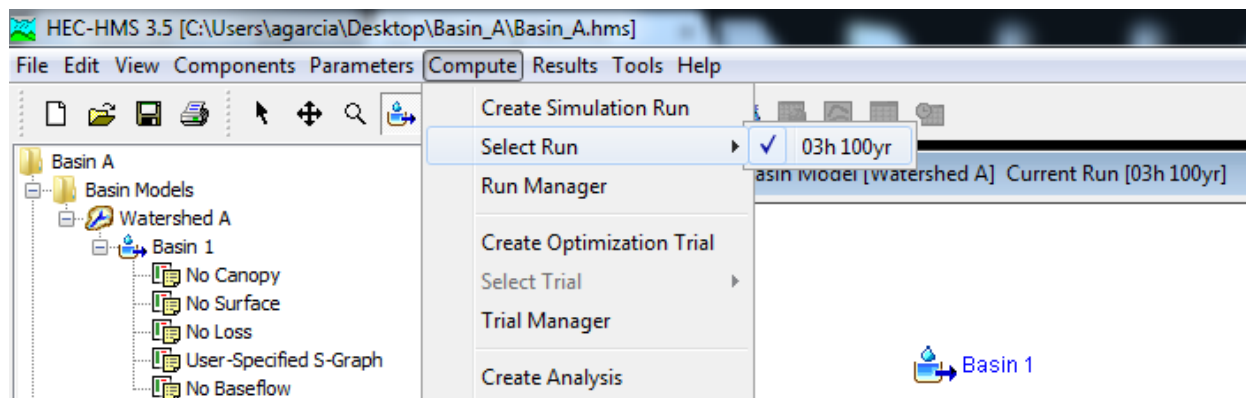 HEC-HMS 3.5 [C:\Users\agarcia\Desktop\Basin_A\Basin_A.hms]
File Edit View Components Parameters Compute Results Tools Help
Create Simulation Run
Basin A
Select Run
03h 100yr
Basin Models
Run Manager
asin Model [Watershed A] Current Run [03h 100yr]
Watershed A
Basin 1
Create Optimization Trial
No Canopy
Select Trial
No Surface
Trial Manager
No Loss
User-Specified S-Graph
Create Analysis
Basin 1
No Baseflow